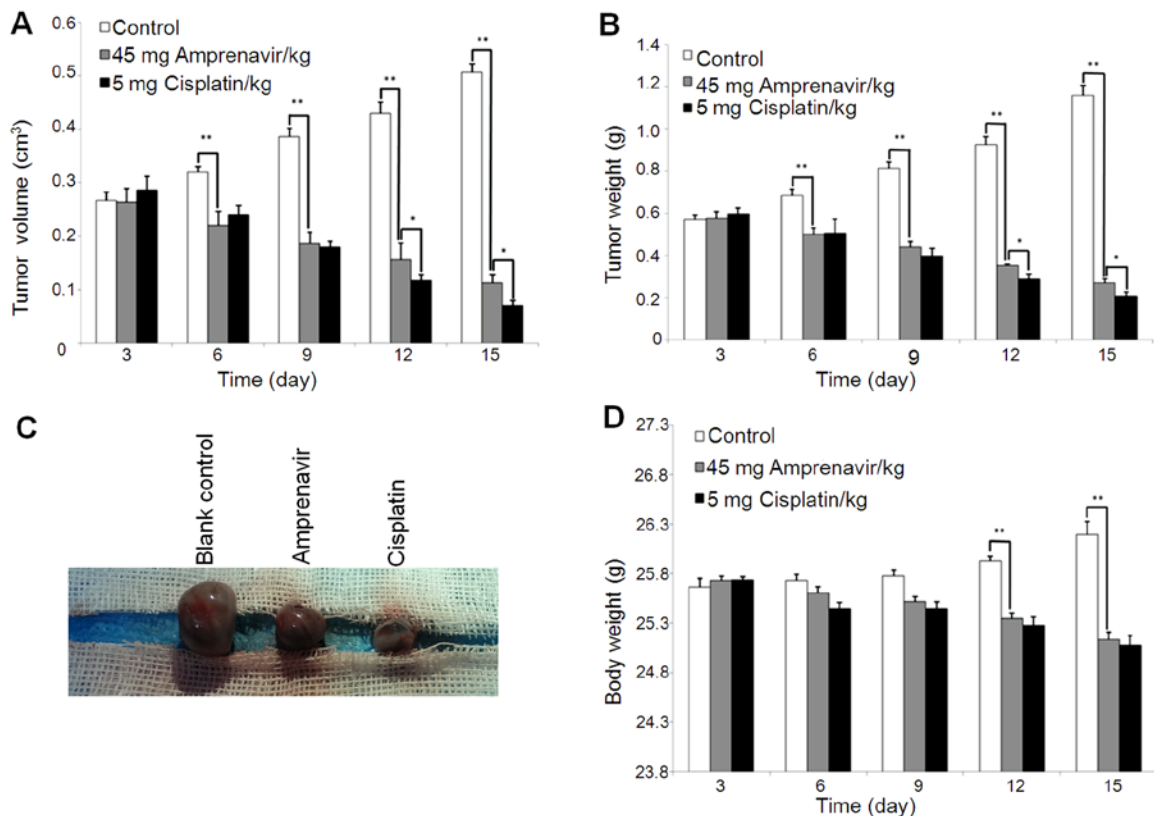 A
Tumor volume (cm³)
0.6
0.5
0.4
0.3
0.2
0.1
0
Control
45 mg Amprenavir/kg
5 mg Cisplatin/kg
**
**
**
*
**
*
3 6 9 12 15
Time (day)
B
Tumor weight (g)
1.4
1.2
1.0
0.8
0.6
0.4
0.2
0
Control
45 mg Amprenavir/kg
5 mg Cisplatin/kg
**
**
**
*
**
*
3 6 9 12 15
Time (day)
C
Blank control
Amprenavir
Cisplatin
D
Body weight (g)
27.3
26.8
26.3
25.8
25.3
24.8
24.3
23.8
Control
45 mg Amprenavir/kg
5 mg Cisplatin/kg
**
**
3 6 9 12 15
Time (day)